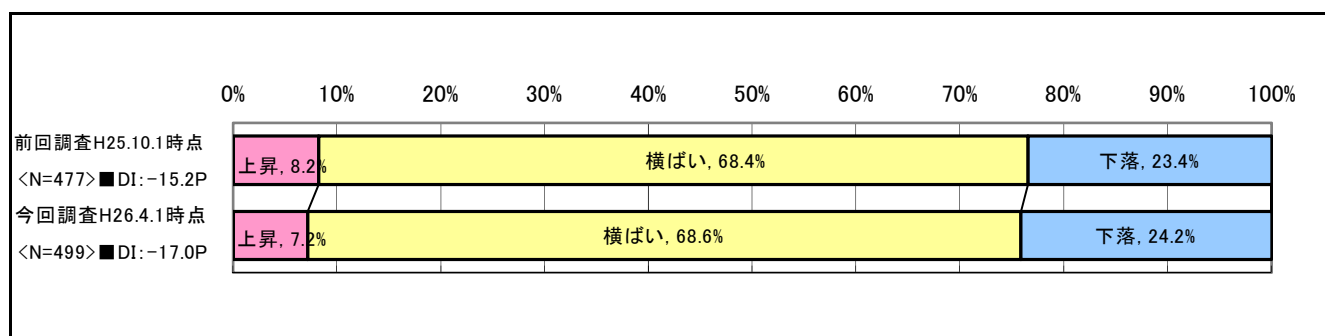 0% 10% 20% 30% 40% 50% 60% 70% 80% 90% 100%
前回調査H25.10.1時点
<N=477>■DI:-15.2P
上昇, 8.2% 横ばい, 68.4% 下落, 23.4%
今回調査H26.4.1時点
<N=499>■DI:-17.0P
上昇, 7.2% 横ばい, 68.6% 下落, 24.2%